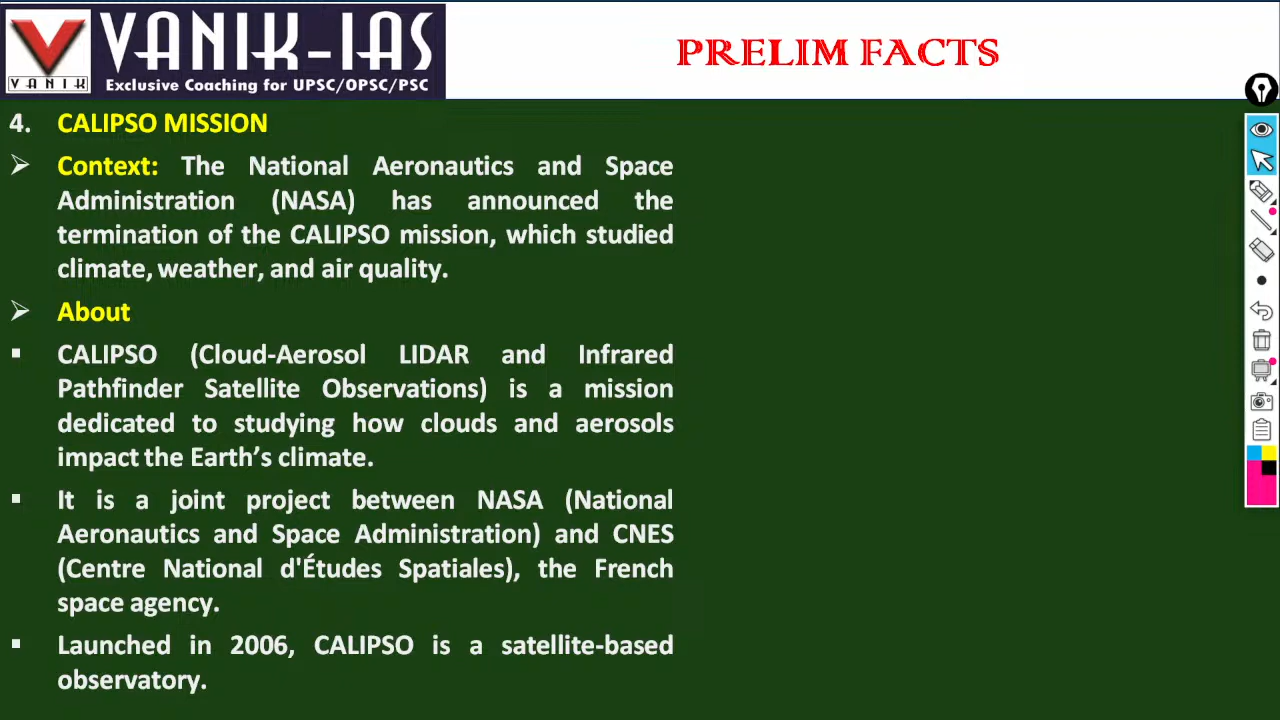 VANIK
VANIK-IAS
Exclusive Coaching for UPSC/OPSC/PSC
PRELIM FACTS
4. CALIPSO MISSION
➢ Context: The National Aeronautics and Space
Administration (NASA) has announced the
termination of the CALIPSO mission, which studied
climate, weather, and air quality.
➢ About
▪ CALIPSO (Cloud-Aerosol LIDAR and Infrared
Pathfinder Satellite Observations) is a mission
dedicated to studying how clouds and aerosols
impact the Earth’s climate.
▪ It is a joint project between NASA (National
Aeronautics and Space Administration) and CNES
(Centre National d'Études Spatiales), the French
space agency.
▪ Launched in 2006, CALIPSO is a satellite-based
observatory.